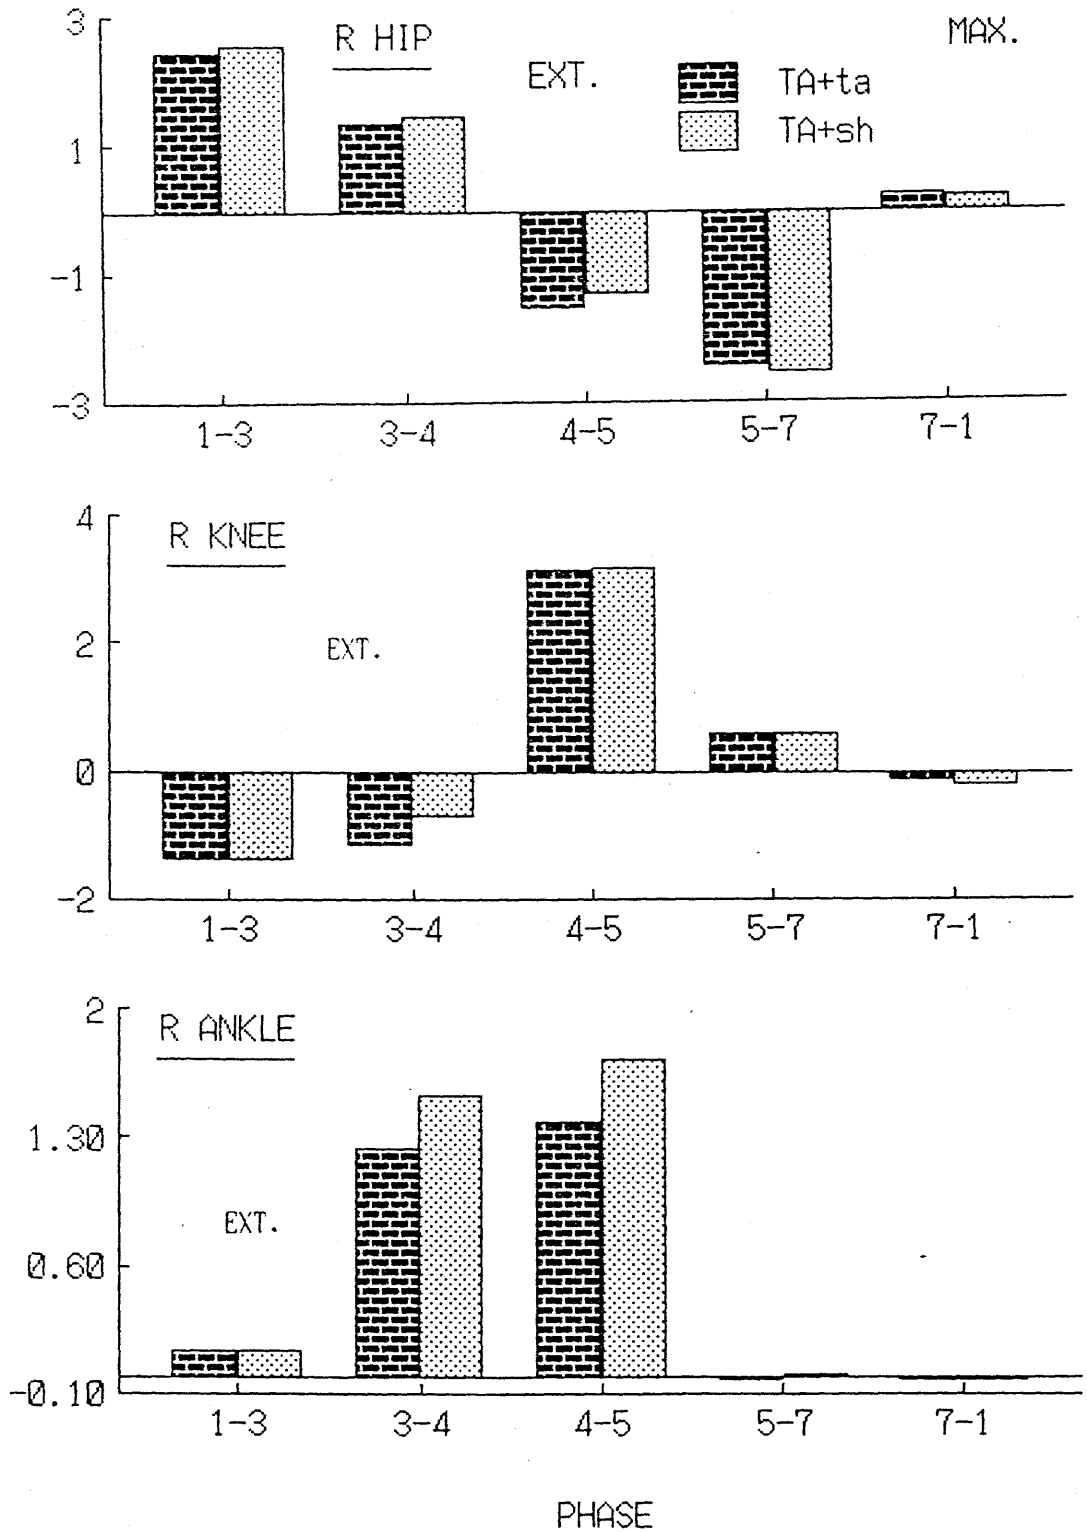 3
R HIP
MAX.
EXT.
TA+ta
TA+sh
1
-1
-3
1-3 3-4 4-5 5-7 7-1
4
R KNEE
2
EXT.
0
-2
1-3 3-4 4-5 5-7 7-1
2
R ANKLE
1.30
EXT.
0.60
-0.10
1-3 3-4 4-5 5-7 7-1
PHASE